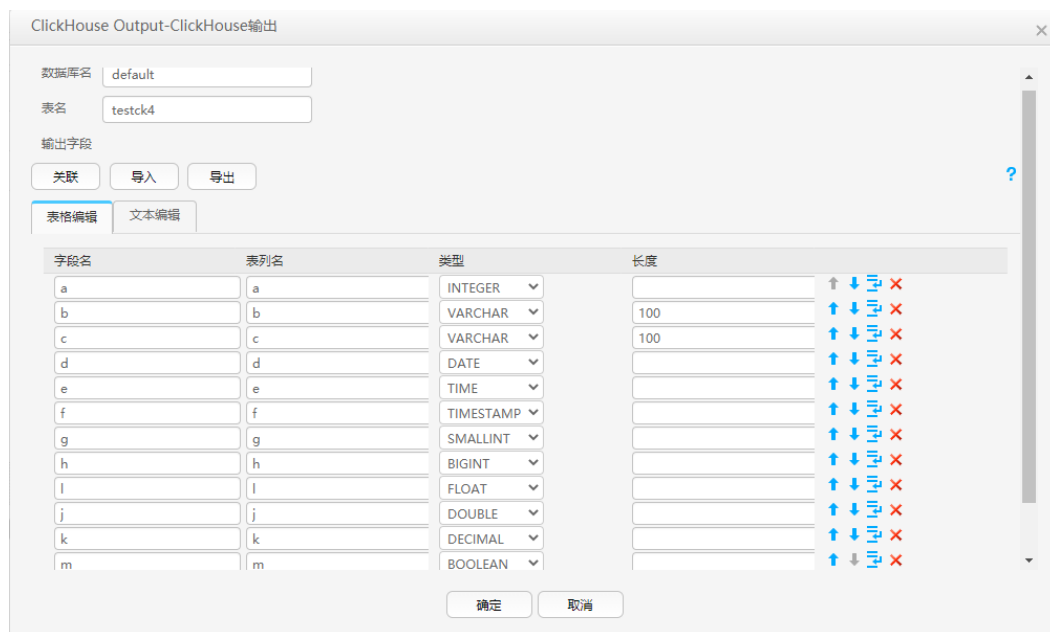 ClickHouse Output-ClickHouse输出
数据库名 default
表名 testck4
输出字段
关联 导入 导出
?
表格编辑 文本编辑
字段名 表列名 类型 长度
a a INTEGER
b b VARCHAR 100
c c VARCHAR 100
d d DATE
e e TIME
f f TIMESTAMP
g g SMALLINT
h h BIGINT
l l FLOAT
j j DOUBLE
k k DECIMAL
m m BOOLEAN
确定 取消